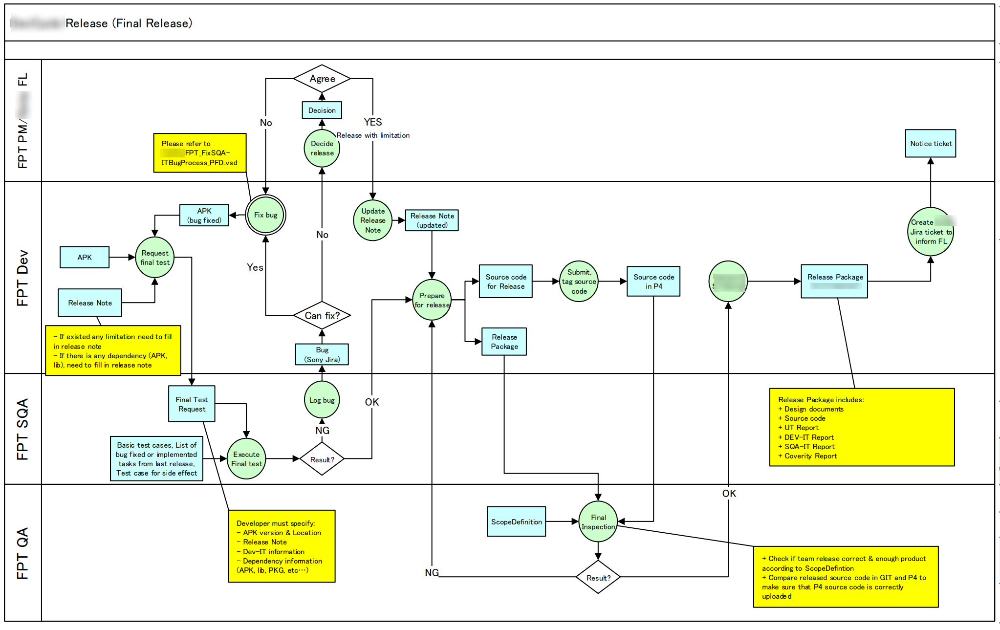 Release (Final Release)
FPT PM/
FL
Agree
Decision
No
YES
Release with limitation
Decide
release
Please refer to
_FPT_FixSQA-
ITBugProcess_PFD.vsd
Notice ticket
FPT Dev
APK
(bug fixed)
Fix bug
Update
Release
Note
Release Note
(updated)
Create
Jira ticket to
inform FL
No
Request
final test
APK
Yes
Release Note
Can fix?
Prepare
for release
Source code
for Release
Submit,
tag source
code
Source code
in P4
Release Package
Release
Package
- If existed any limitation need to fill
in release note
- If there is any dependency (APK,
lib), need to fill in release note
Bug
(Sony Jira)
FPT SQA
Final Test
Request
Log bug
OK
NG
Basic test cases, List of
bug fixed or implemented
tasks from last release,
Test case for side effect
Execute
Final test
Result?
Release Package includes:
+ Design documents
+ Source code
+ UT Report
+ DEV-IT Report
+ SQA-IT Report
+ Coverity Report
FPT QA
OK
Developer must specify:
- APK version & Location
- Release Note
- Dev-IT information
- Dependency information
(APK, lib, PKG, etc…)
ScopeDefinition
Final
Inspection
NG
Result?
+ Check if team release correct & enough product
according to ScopeDefintion
+ Compare released source code in GIT and P4 to
make sure that P4 source code is correctly
uploaded